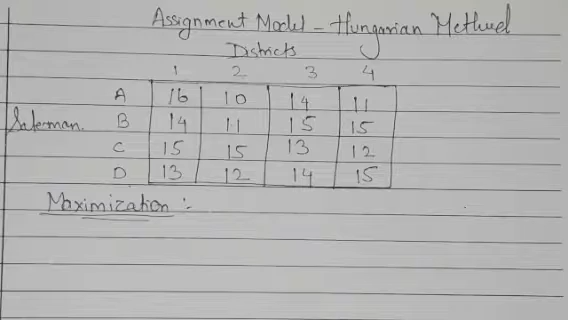 Assignment Model - Hungarian Method
Districts
1 2 3 4
A 16 10 14 11
Salesman. B 14 11 15 15
C 15 15 13 12
D 13 12 14 15
Maximization :-